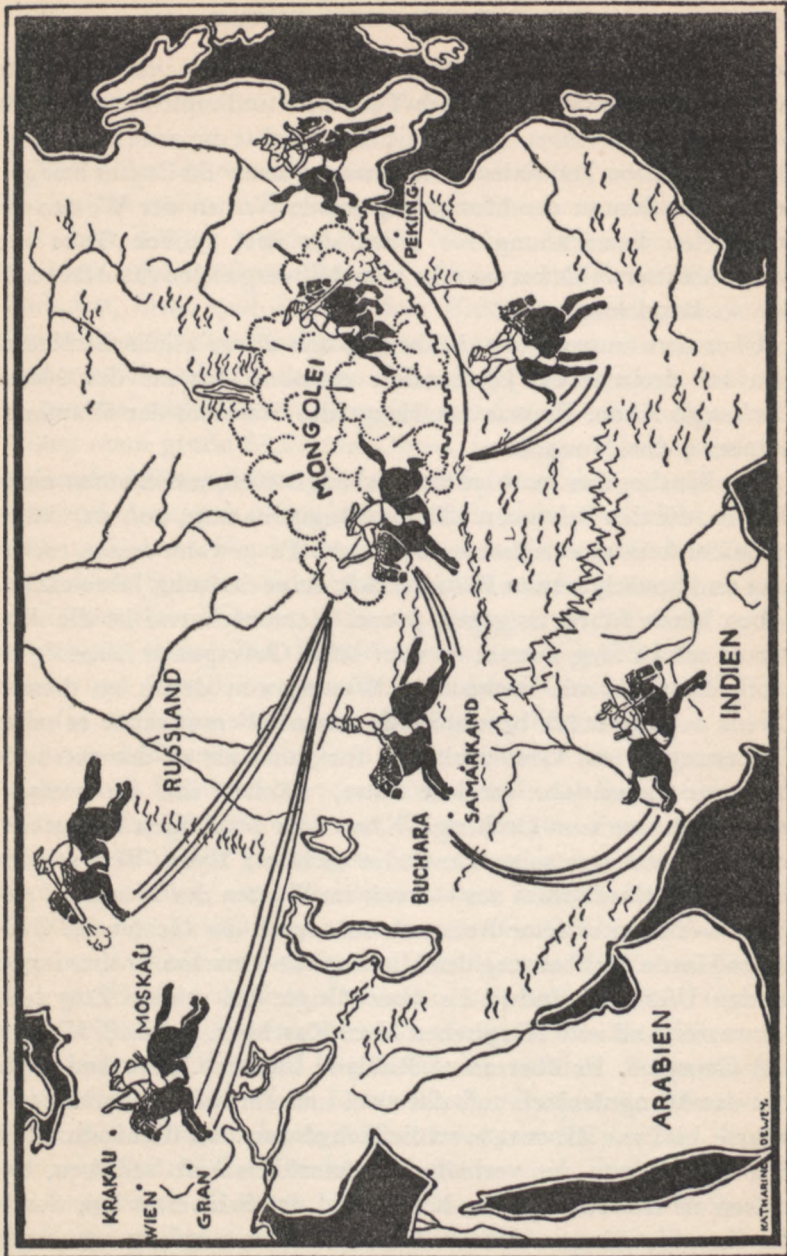 KRAKAU
WIEN
GRAN
MOSKAU
RUSSLAND
MONGOLEI
PEKING
BUCHARA
SAMARKAND
INDIEN
ARABIEN
KATHARINE DEWEY.